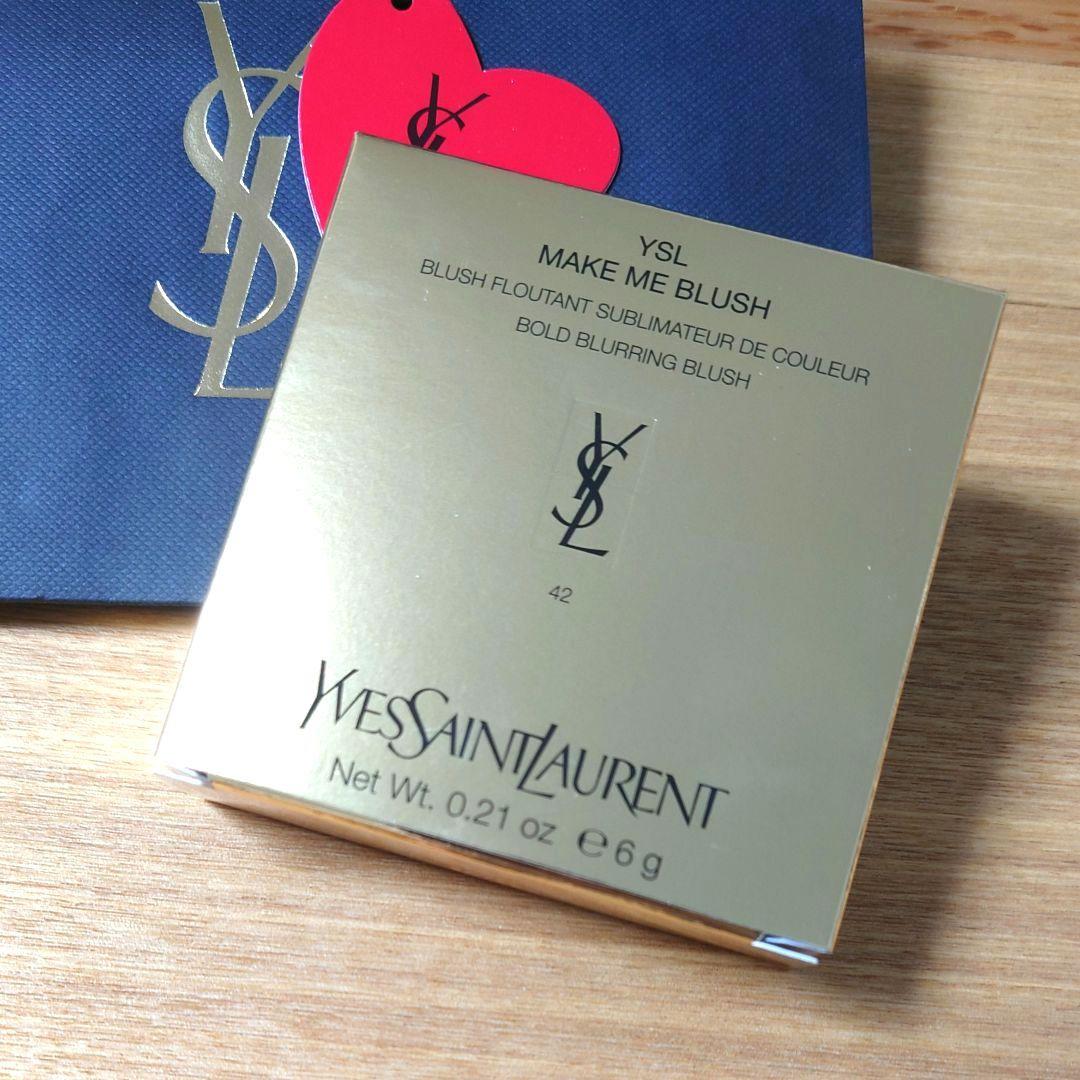 YSL
YSL
YSL
MAKE ME BLUSH
BLUSH FLOUTANT SUBLIMATEUR DE COULEUR
BOLD BLURRING BLUSH
YSL
42
YVESSAINTLAURENT
Net Wt. 0.21 oz ℮ 6 g